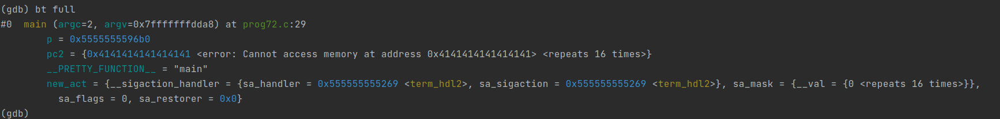 (gdb) bt full
#0  main (argc=2, argv=0x7fffffffdda8) at prog72.c:29
        p = 0x5555555596b0
        pc2 = {0x4141414141414141 <error: Cannot access memory at address 0x4141414141414141> <repeats 16 times>}
        __PRETTY_FUNCTION__ = "main"
        new_act = {__sigaction_handler = {sa_handler = 0x555555555269 <term_hdl2>, sa_sigaction = 0x555555555269 <term_hdl2>}, sa_mask = {__val = {0 <repeats 16 times>}},
          sa_flags = 0, sa_restorer = 0x0}
(gdb)